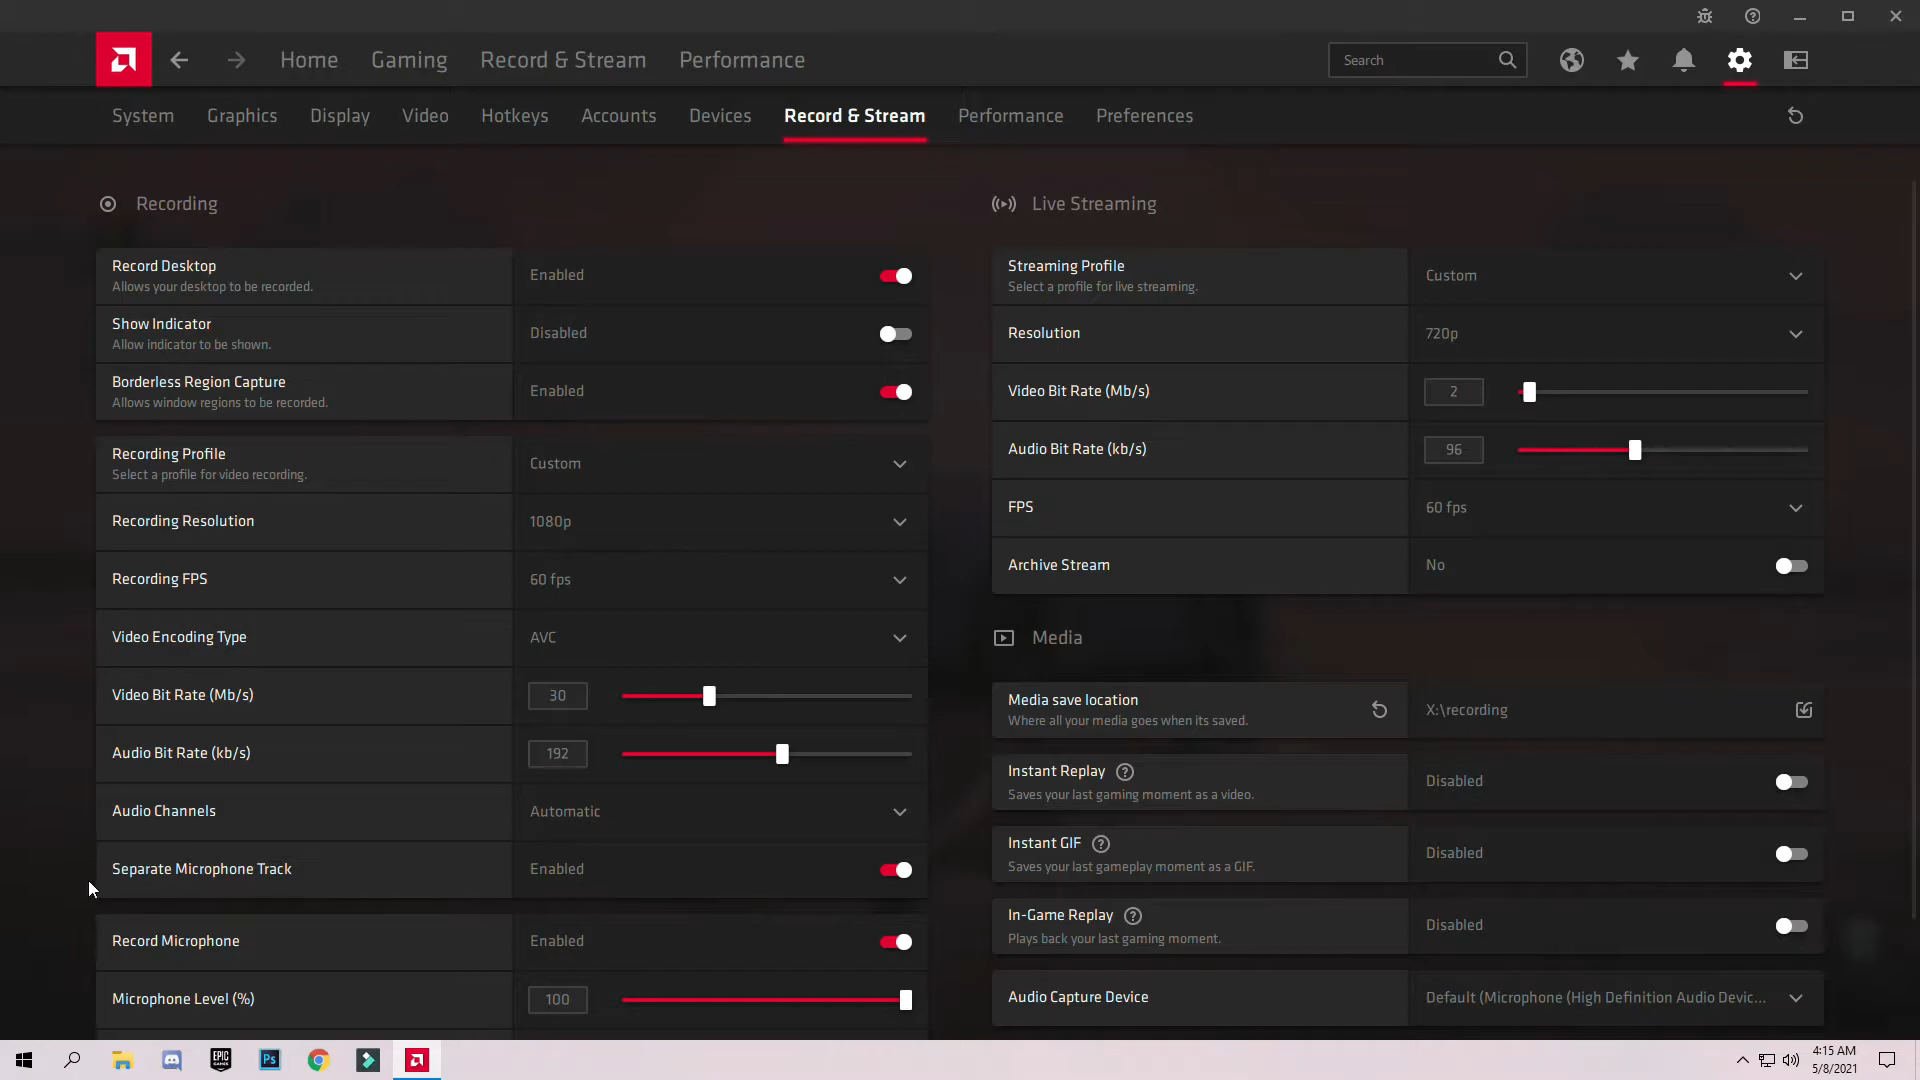 Home Gaming Record & Stream Performance
Search
System Graphics Display Video Hotkeys Accounts Devices Record & Stream Performance Preferences
Recording
Record Desktop
Allows your desktop to be recorded.
Enabled
Show Indicator
Allow indicator to be shown.
Disabled
Borderless Region Capture
Allows window regions to be recorded.
Enabled
Recording Profile
Select a profile for video recording.
Custom
Recording Resolution
1080p
Recording FPS
60 fps
Video Encoding Type
AVC
Video Bit Rate (Mb/s)
30
Audio Bit Rate (kb/s)
192
Audio Channels
Automatic
Separate Microphone Track
Enabled
Record Microphone
Enabled
Microphone Level (%)
100
Live Streaming
Streaming Profile
Select a profile for live streaming.
Custom
Resolution
720p
Video Bit Rate (Mb/s)
2
Audio Bit Rate (kb/s)
96
FPS
60 fps
Archive Stream
No
Media
Media save location
Where all your media goes when its saved.
X:\recording
Instant Replay ?
Saves your last gaming moment as a video.
Disabled
Instant GIF ?
Saves your last gameplay moment as a GIF.
Disabled
In-Game Replay ?
Plays back your last gaming moment.
Disabled
Audio Capture Device
Default (Microphone (High Definition Audio Devic...
EPIC
GAMES
Ps
4:15 AM
5/8/2021